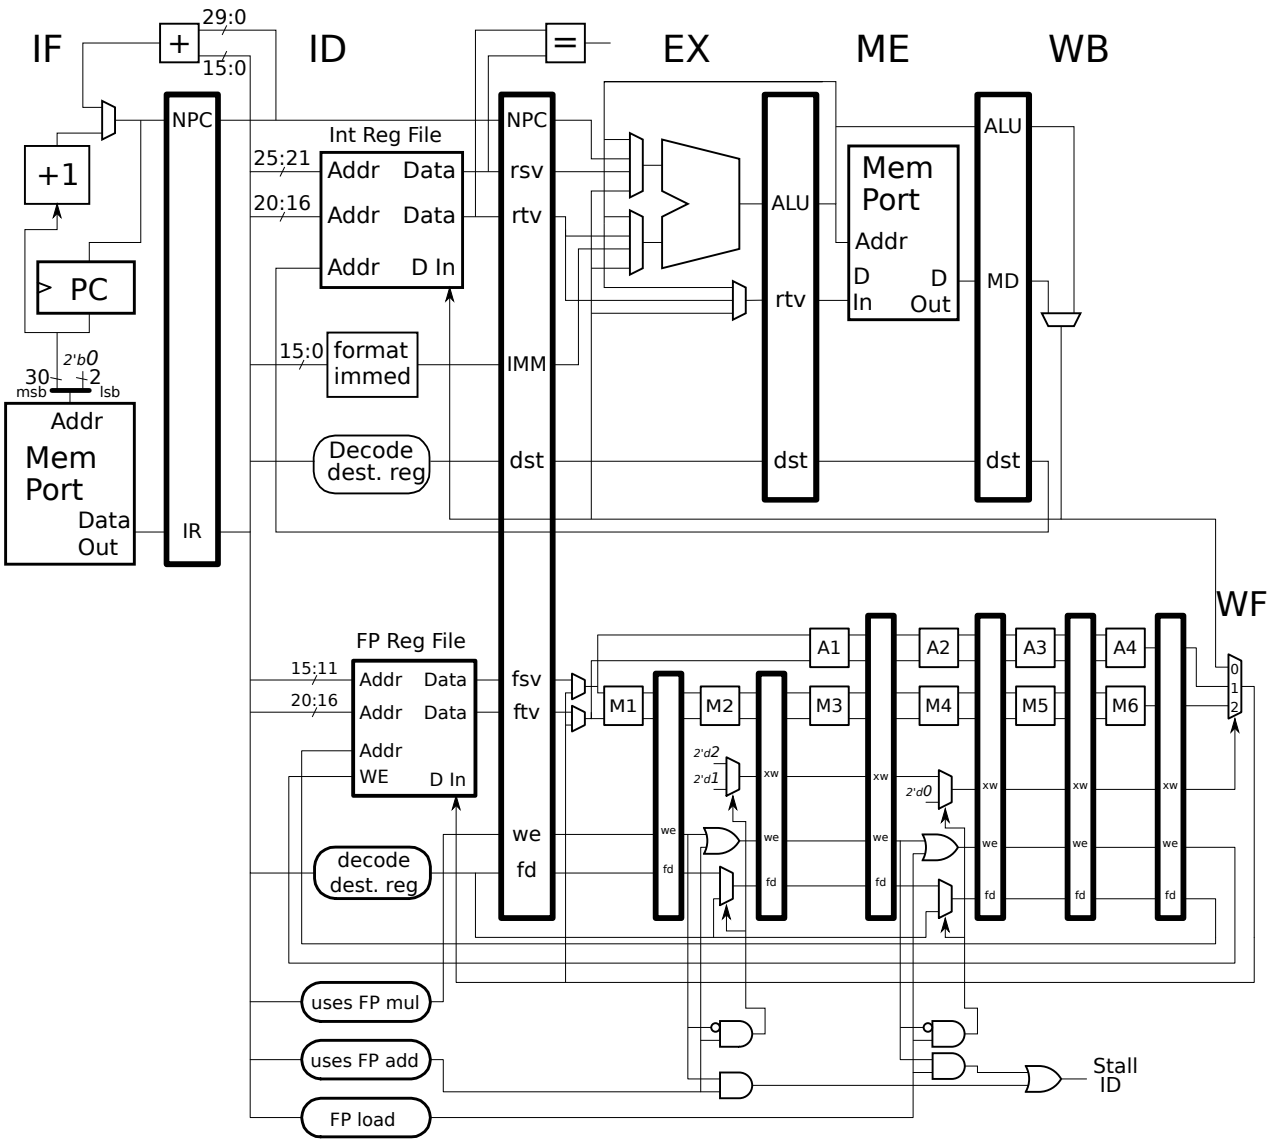 IF
ID
EX
ME
WB
29:0
15:0
+
=
NPC
NPC
+1
PC
30
2'b0
2
msb
lsb
Addr
Mem
Port
Data
Out
IR
Int Reg File
25:21
Addr
Data
20:16
Addr
Data
Addr
D In
15:0
format
immed
Decode
dest. reg
rsv
rtv
IMM
dst
ALU
rtv
dst
Mem
Port
Addr
D
In
D
Out
ALU
MD
dst
WF
FP Reg File
15:11
Addr
Data
20:16
Addr
Data
Addr
WE
D In
decode
dest. reg
fsv
ftv
we
fd
A1
A2
A3
A4
M1
M2
M3
M4
M5
M6
0
1
2
2'd2
2'd1
xw
xw
2'd0
xw
xw
xw
we
we
we
we
we
we
fd
fd
fd
fd
fd
fd
uses FP mul
uses FP add
FP load
Stall
ID